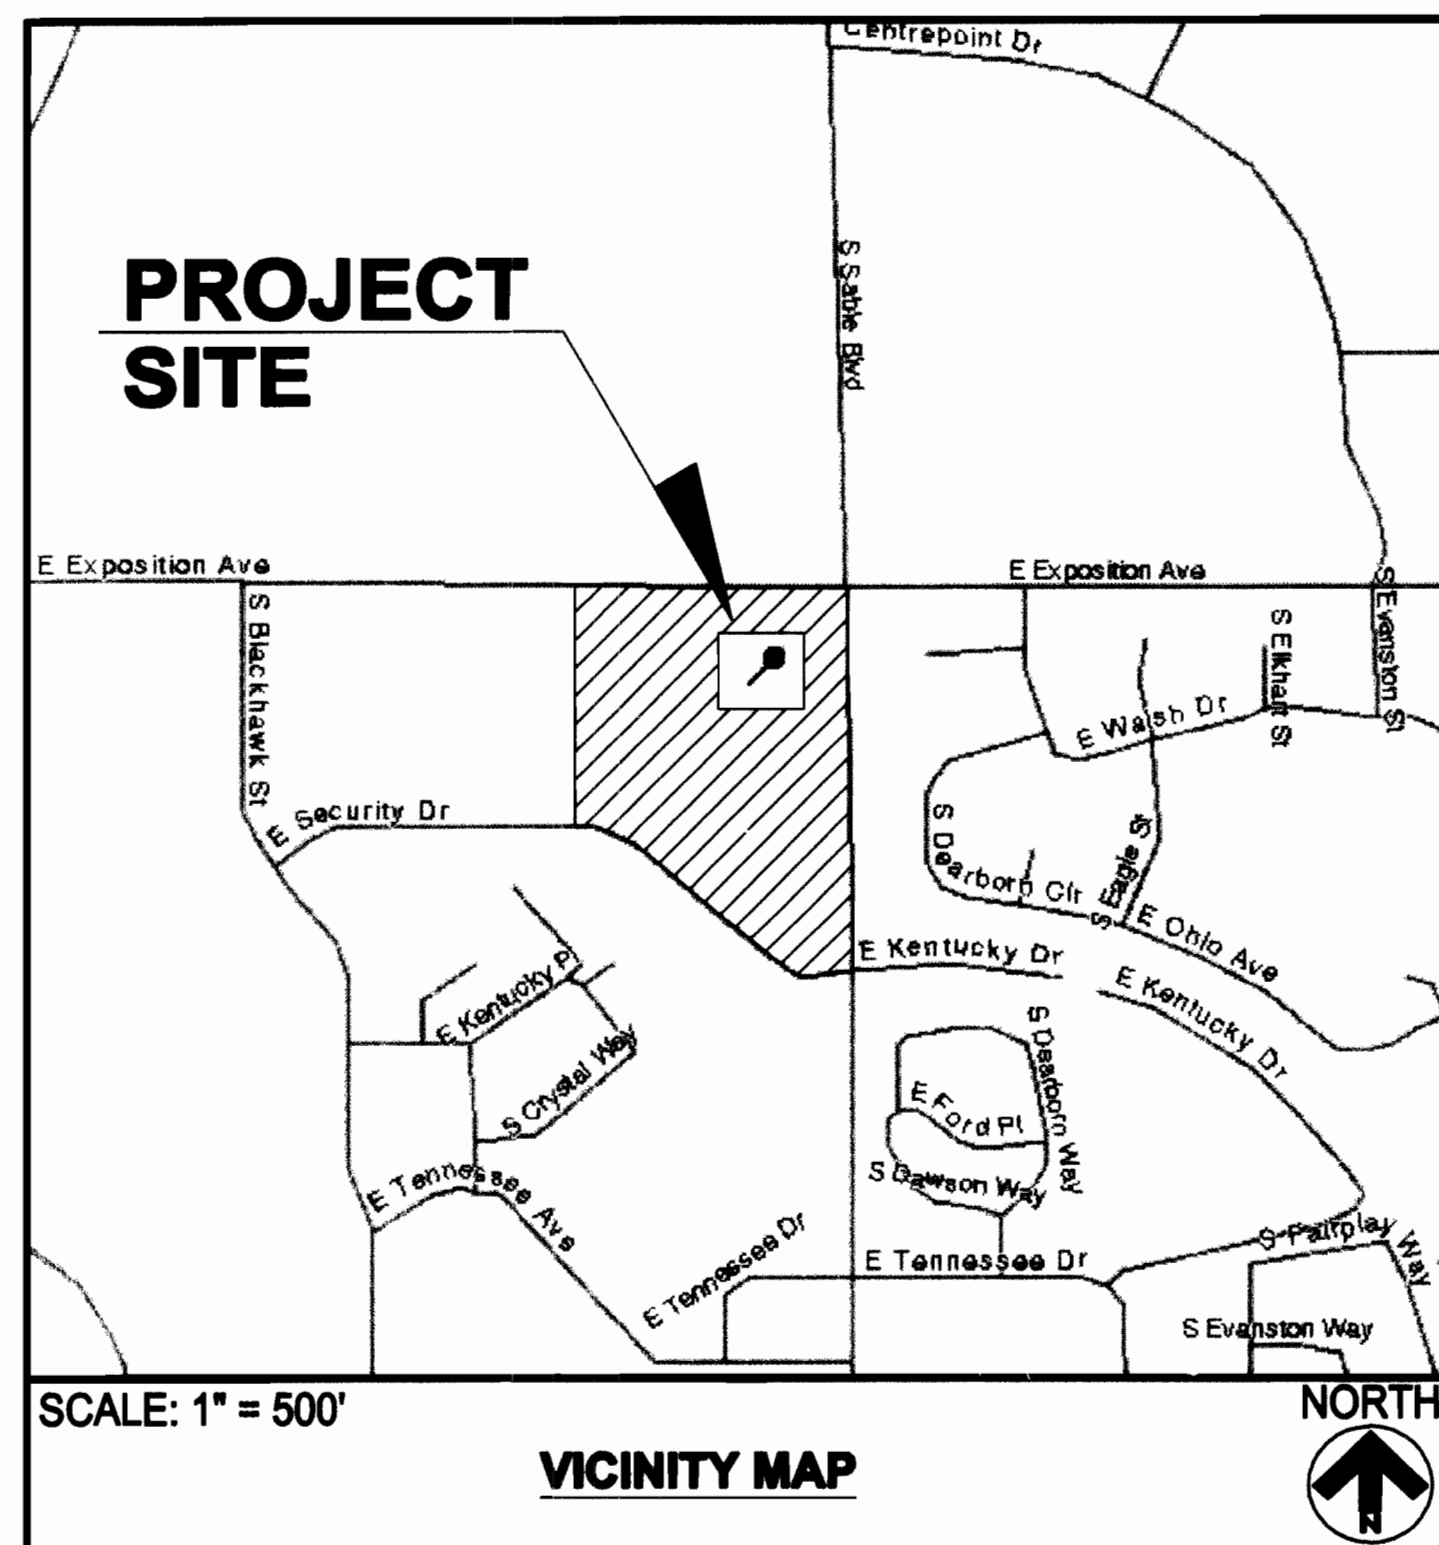 Centrepoint Dr
S Sable Blvd
PROJECT
SITE
E Exposition Ave
E Exposition Ave
S Blackhawk St
S Evanston St
S Elkhart St
E Walsh Dr
E Security Dr
S Dearborn Cir
S Eagle St
E Ohio Ave
E Kentucky Dr
E Kentucky Dr
E Kentucky Pl
S Crystal Way
S Dearborn Way
E Ford Pl
S Dawson Way
E Tennessee Ave
E Tennessee Dr
E Tennessee Dr
S Fairplay Way
S Evanston Way
SCALE: 1" = 500'
NORTH
VICINITY MAP
N